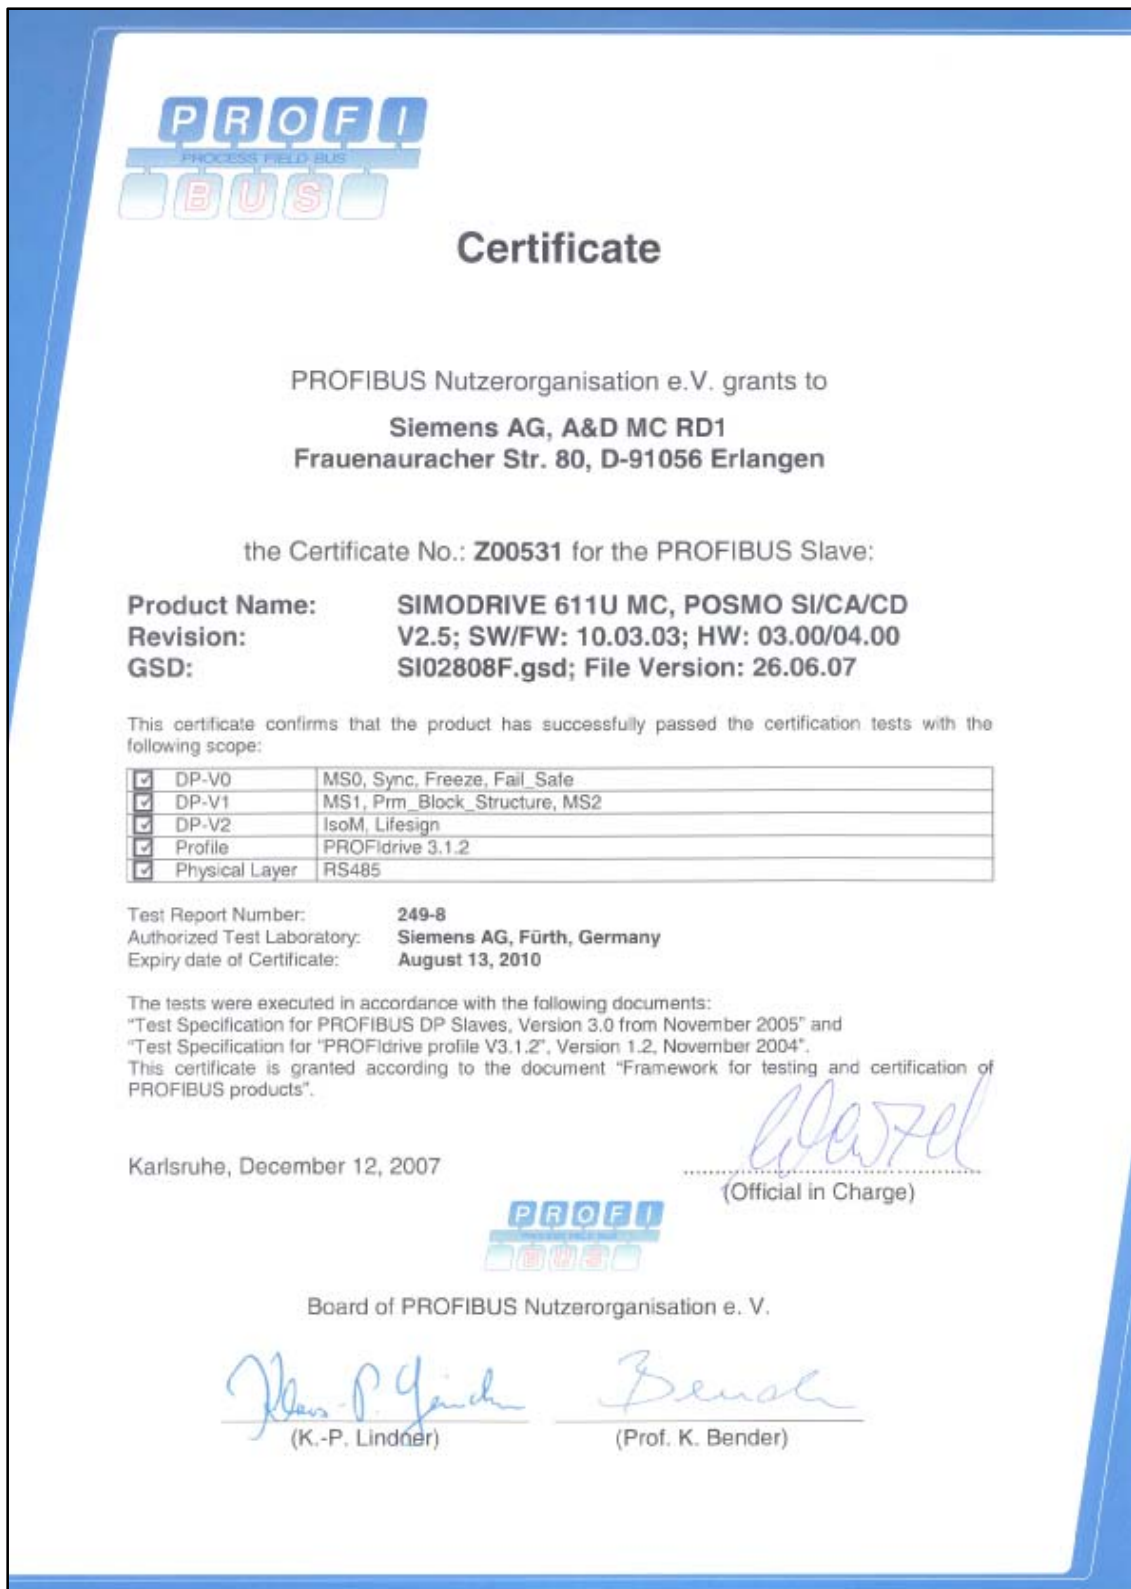 PROFI
PROCESS FIELD BUS
BUS
Certificate
PROFIBUS Nutzerorganisation e.V. grants to
Siemens AG, A&D MC RD1
Frauenauracher Str. 80, D-91056 Erlangen
the Certificate No.: Z00531 for the PROFIBUS Slave:
Product Name: SIMODRIVE 611U MC, POSMO SI/CA/CD
Revision: V2.5; SW/FW: 10.03.03; HW: 03.00/04.00
GSD: SI02808F.gsd; File Version: 26.06.07
This certificate confirms that the product has successfully passed the certification tests with the
following scope:
☑ DP-V0 MS0, Sync, Freeze, Fail_Safe
☑ DP-V1 MS1, Prm_Block_Structure, MS2
☑ DP-V2 IsoM, Lifesign
☑ Profile PROFIdrive 3.1.2
☑ Physical Layer RS485
Test Report Number: 249-8
Authorized Test Laboratory: Siemens AG, Fürth, Germany
Expiry date of Certificate: August 13, 2010
The tests were executed in accordance with the following documents:
"Test Specification for PROFIBUS DP Slaves, Version 3.0 from November 2005" and
"Test Specification for "PROFIdrive profile V3.1.2", Version 1.2, November 2004".
This certificate is granted according to the document "Framework for testing and certification of
PROFIBUS products".
Karlsruhe, December 12, 2007
(Official in Charge)
PROFI
PROCESS FIELD BUS
BUS
Board of PROFIBUS Nutzerorganisation e. V.
(K.-P. Lindner) (Prof. K. Bender)